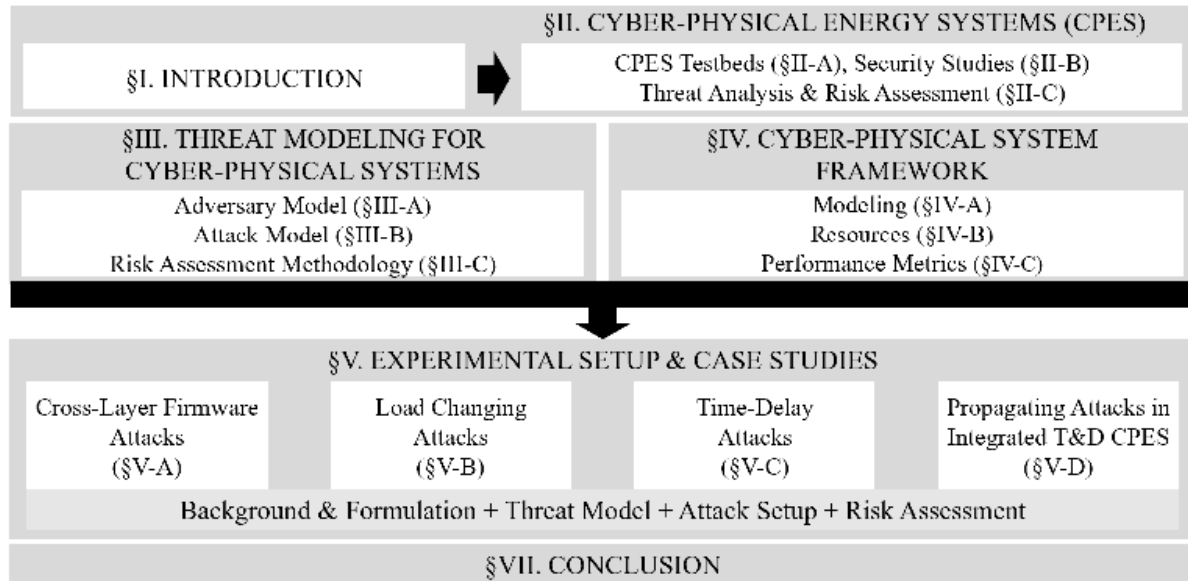 §I. INTRODUCTION
§II. CYBER-PHYSICAL ENERGY SYSTEMS (CPES)
CPES Testbeds (§II-A), Security Studies (§II-B)
Threat Analysis & Risk Assessment (§II-C)
§III. THREAT MODELING FOR
CYBER-PHYSICAL SYSTEMS
Adversary Model (§III-A)
Attack Model (§III-B)
Risk Assessment Methodology (§III-C)
§IV. CYBER-PHYSICAL SYSTEM
FRAMEWORK
Modeling (§IV-A)
Resources (§IV-B)
Performance Metrics (§IV-C)
§V. EXPERIMENTAL SETUP & CASE STUDIES
Cross-Layer Firmware
Attacks
(§V-A)
Load Changing
Attacks
(§V-B)
Time-Delay
Attacks
(§V-C)
Propagating Attacks in
Integrated T&D CPES
(§V-D)
Background & Formulation + Threat Model + Attack Setup + Risk Assessment
§VII. CONCLUSION